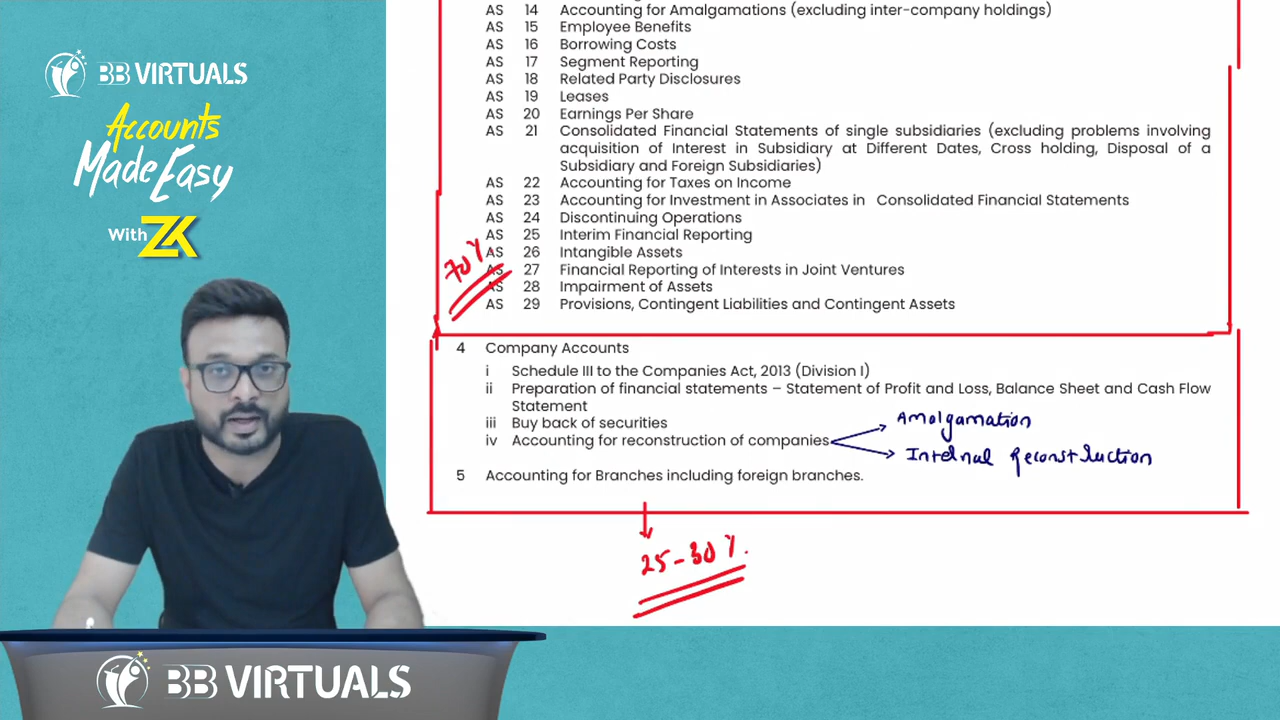 BB VIRTUALS
Accounts
Made Easy
With ZK
AS 14 Accounting for Amalgamations (excluding inter-company holdings)
AS 15 Employee Benefits
AS 16 Borrowing Costs
AS 17 Segment Reporting
AS 18 Related Party Disclosures
AS 19 Leases
AS 20 Earnings Per Share
AS 21 Consolidated Financial Statements of single subsidiaries (excluding problems involving
acquisition of Interest in Subsidiary at Different Dates, Cross holding, Disposal of a
Subsidiary and Foreign Subsidiaries)
AS 22 Accounting for Taxes on Income
AS 23 Accounting for Investment in Associates in Consolidated Financial Statements
AS 24 Discontinuing Operations
AS 25 Interim Financial Reporting
AS 26 Intangible Assets
AS 27 Financial Reporting of Interests in Joint Ventures
AS 28 Impairment of Assets
AS 29 Provisions, Contingent Liabilities and Contingent Assets
70%
4 Company Accounts
i Schedule III to the Companies Act, 2013 (Division I)
ii Preparation of financial statements – Statement of Profit and Loss, Balance Sheet and Cash Flow
Statement
iii Buy back of securities
iv Accounting for reconstruction of companies
Amalgamation
Internal Reconstruction
5 Accounting for Branches including foreign branches.
25-30%.
BB VIRTUALS